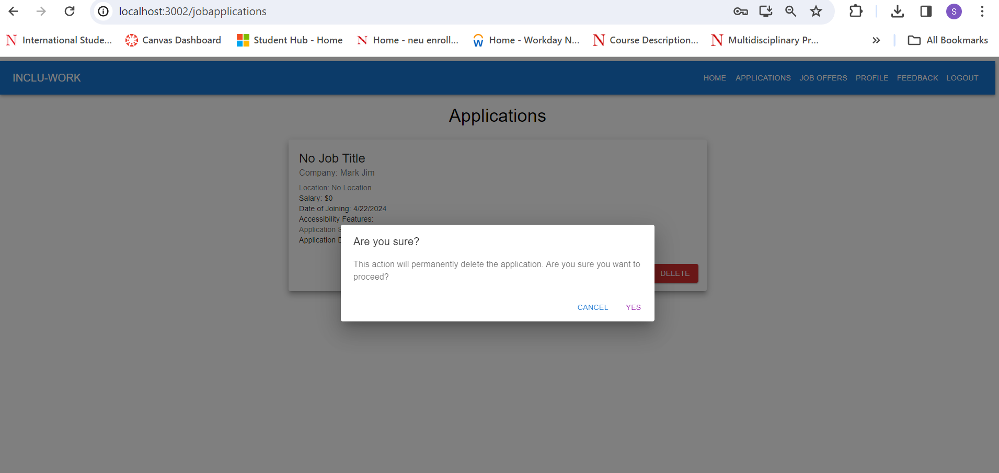 localhost:3002/jobapplications
S
International Stude...
Canvas Dashboard
Student Hub - Home
Home - neu enroll...
Home - Workday N...
Course Description...
Multidisciplinary Pr...
All Bookmarks
INCLU-WORK
HOME
APPLICATIONS
JOB OFFERS
PROFILE
FEEDBACK
LOGOUT
Applications
No Job Title
Company: Mark Jim
Location: No Location
Salary: $0
Date of Joining: 4/22/2024
Accessibility Features:
Application
Application
Are you sure?
This action will permanently delete the application. Are you sure you want to
proceed?
DELETE
CANCEL
YES